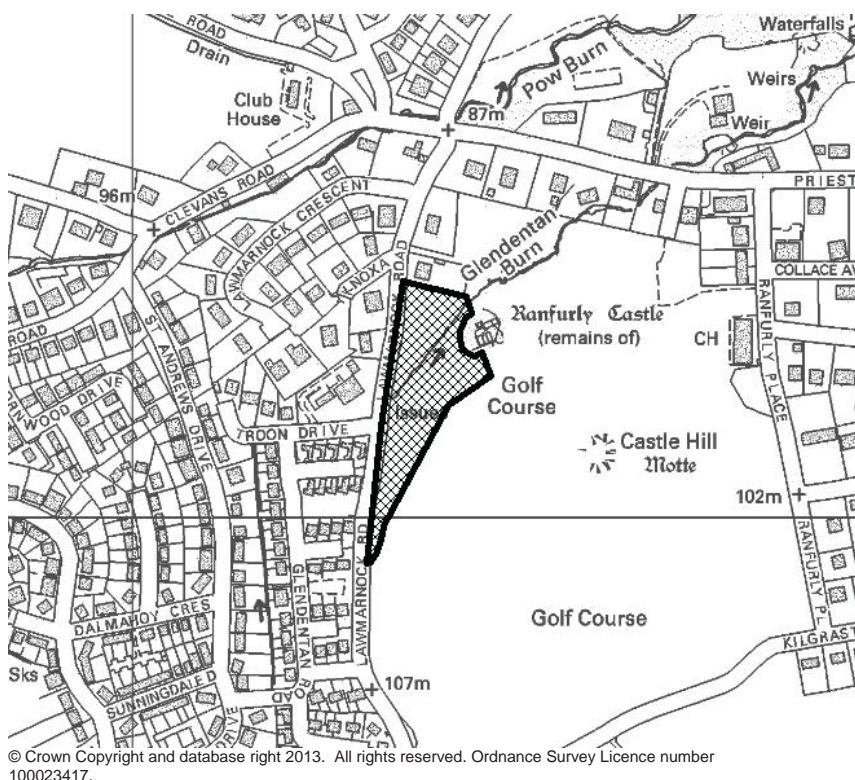 ROAD
Drain
Club
House
Pow Burn
87m
Waterfalls
Weirs
Weir
96m
CLEVANS ROAD
PRIEST
LAWMARNOCK CRESCENT
ROAD
Glendentan
Burn
COLLACE AV
ROAD
Ranfurly Castle
(remains of)
CH
RANFURLY PLACE
ST ANDREWS DRIVE
Golf
Course
TROON DRIVE
Castle Hill
Motte
102m
LAWMARNOCK RD
GLENDENTAN
ROAD
RANFURLY PL
Golf Course
DALMAHOY CRES
KILGRAST
Sks
SUNNINGDALE D
107m
© Crown Copyright and database right 2013. All rights reserved. Ordnance Survey Licence number
100023417.